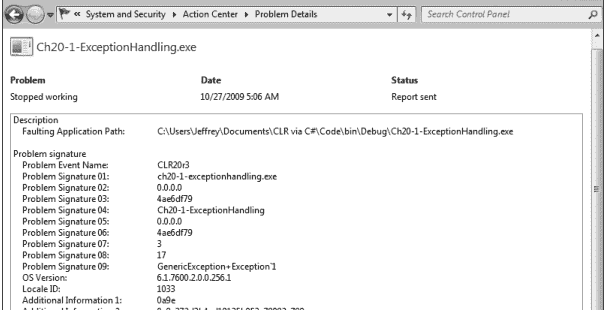 « System and Security ▸ Action Center ▸ Problem Details
Search Control Panel
Ch20-1-ExceptionHandling.exe
Problem Date Status
Stopped working 10/27/2009 5:06 AM Report sent
Description
Faulting Application Path: C:\Users\Jeffrey\Documents\CLR via C#\Code\bin\Debug\Ch20-1-ExceptionHandling.exe
Problem signature
Problem Event Name: CLR20r3
Problem Signature 01: ch20-1-exceptionhandling.exe
Problem Signature 02: 0.0.0.0
Problem Signature 03: 4ae6df79
Problem Signature 04: Ch20-1-ExceptionHandling
Problem Signature 05: 0.0.0.0
Problem Signature 06: 4ae6df79
Problem Signature 07: 3
Problem Signature 08: 17
Problem Signature 09: GenericException+Exception`1
OS Version: 6.1.7600.2.0.0.256.1
Locale ID: 1033
Additional Information 1: 0a9e